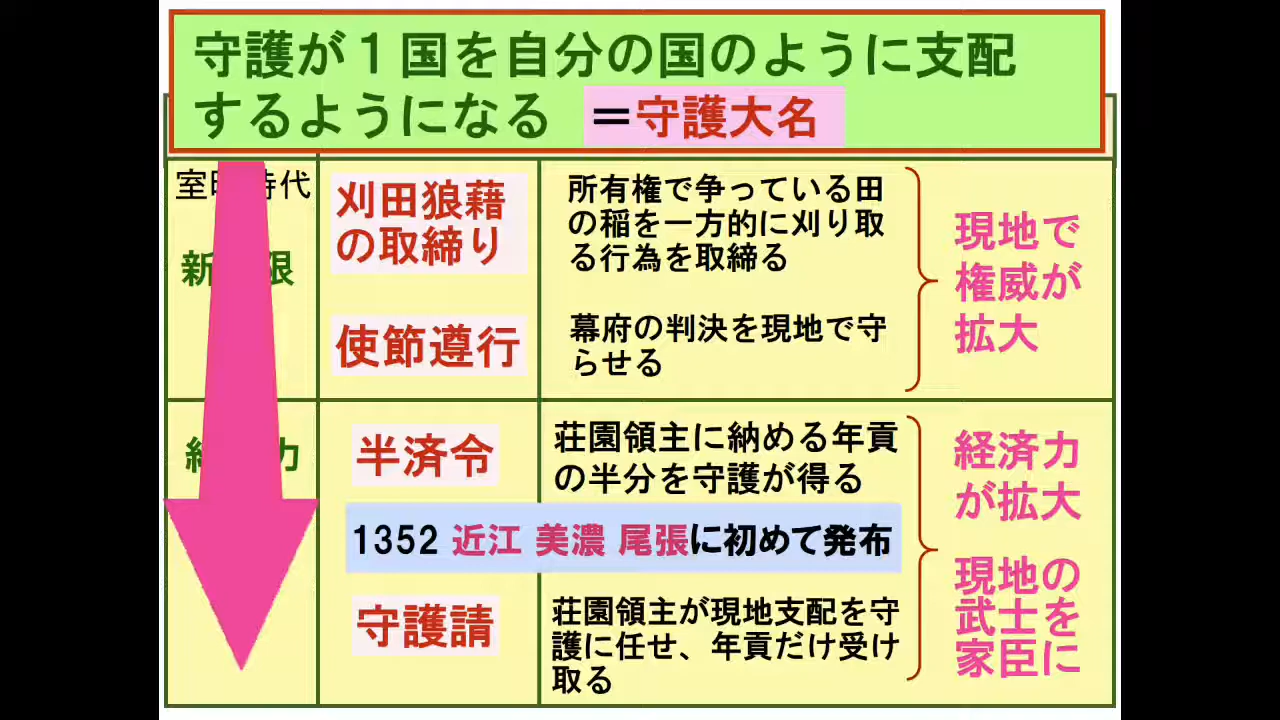 守護が１国を自分の国のように支配
するようになる ＝守護大名
室町時代
刈田狼藉
の取締り
所有権で争っている田
の稲を一方的に刈り取
る行為を取締る
現地で
権威が
拡大
新 限
使節遵行
幕府の判決を現地で守
らせる
力
半済令
荘園領主に納める年貢
の半分を守護が得る
経済力
が拡大
1352 近江 美濃 尾張に初めて発布
守護請
荘園領主が現地支配を守
護に任せ、年貢だけ受け
取る
現地の
武士を
家臣に